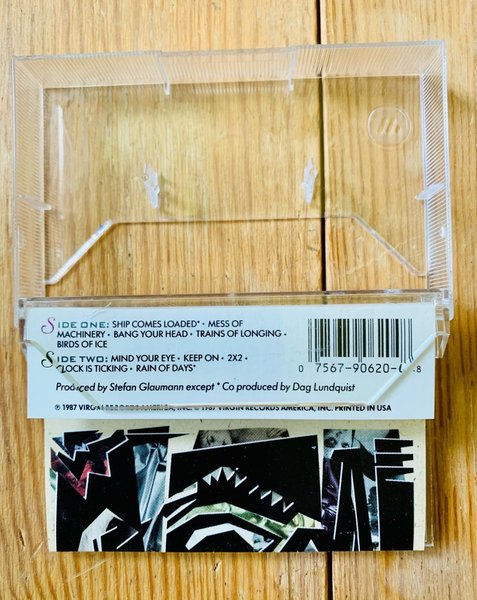 SIDE ONE: SHIP COMES LOADED* • MESS OF
MACHINERY • BANG YOUR HEAD • TRAINS OF LONGING •
BIRDS OF ICE
SIDE TWO: MIND YOUR EYE • KEEP ON • 2X2 •
CLOCK IS TICKING • RAIN OF DAYS*
Produced by Stefan Glaumann except * Co produced by Dag Lundquist
0 7567-90620-4 8
℗ 1987 VIRGIN RECORDS AMERICA, INC. © 1987 VIRGIN RECORDS AMERICA, INC. PRINTED IN USA